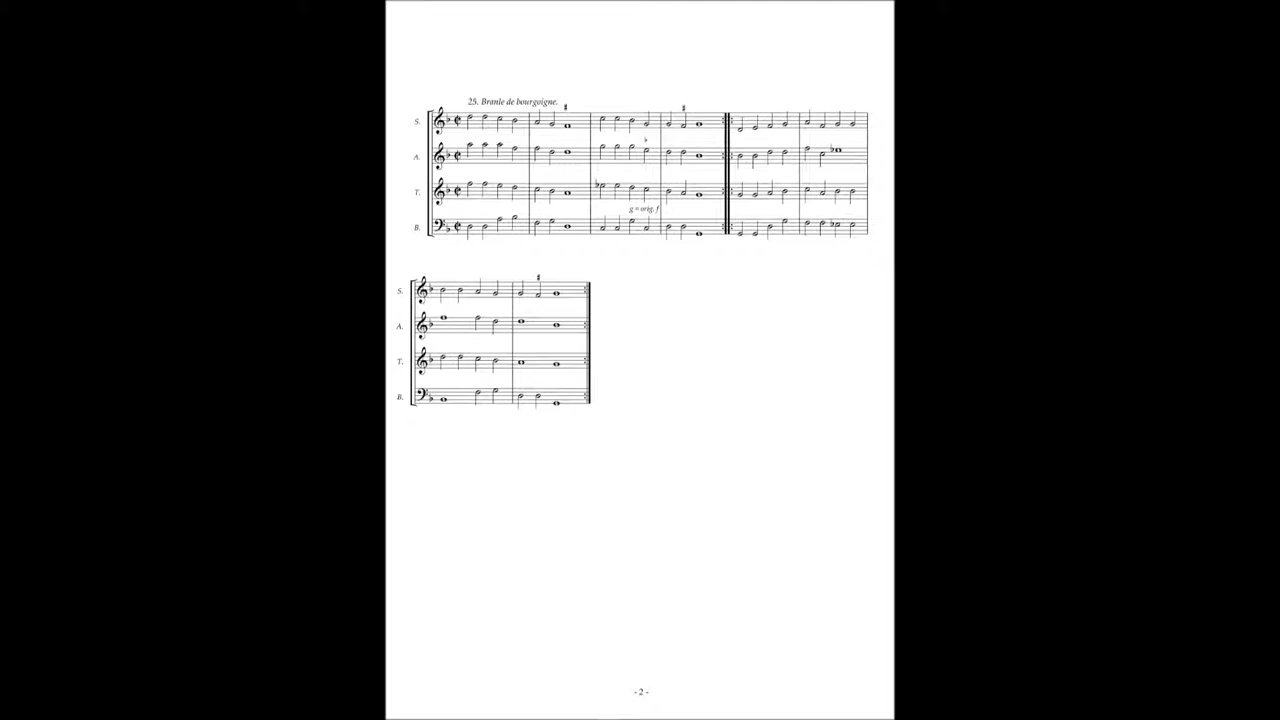 25. Branle de bourgoigne.
S.
A.
T.
g = orig. f
B.
S.
A.
T.
B.
- 2 -